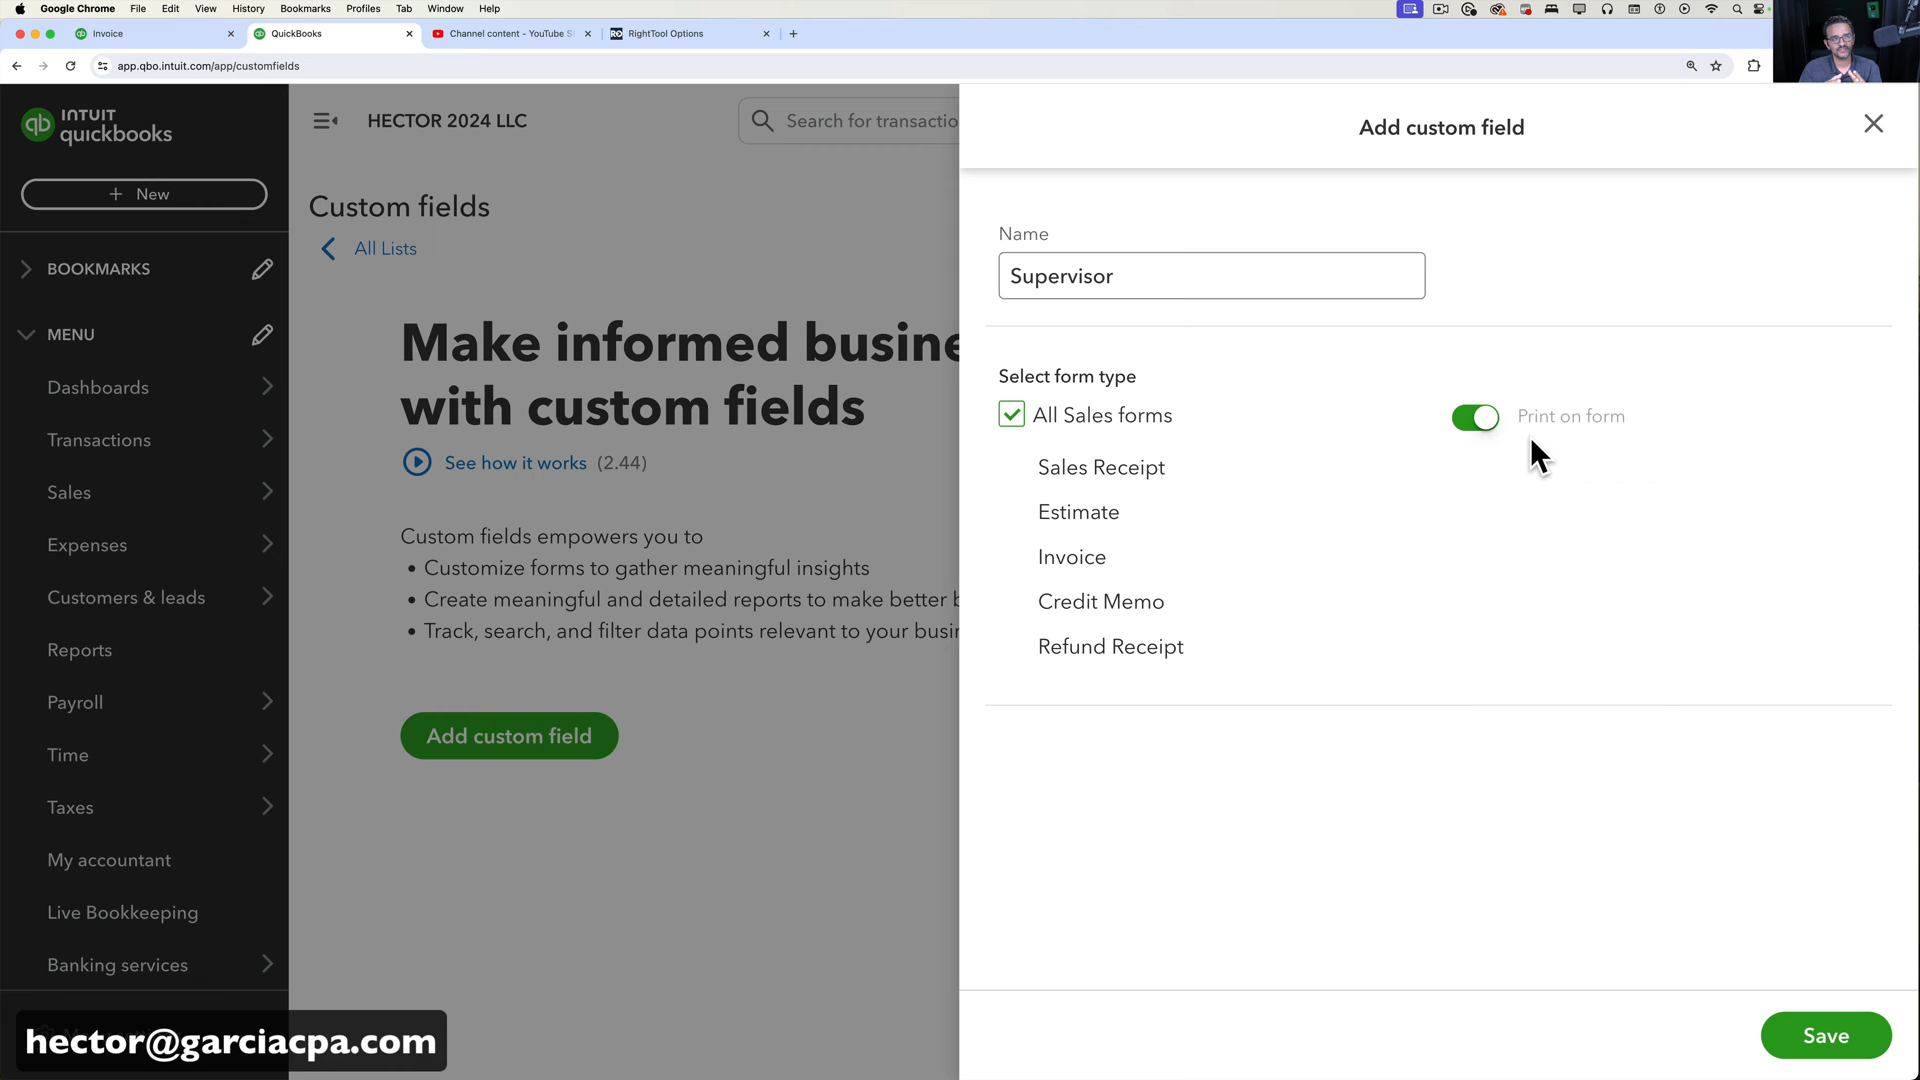 Google Chrome File Edit View History Bookmarks Profiles Tab Window Help
Invoice
QuickBooks
Channel content - YouTube S
RightTool Options
app.qbo.intuit.com/app/customfields
INTUIT
quickbooks
HECTOR 2024 LLC
Search for transactio
Add custom field
New
Custom fields
All Lists
Name
Supervisor
BOOKMARKS
MENU
Make informed busine
with custom fields
See how it works (2.44)
Custom fields empowers you to
• Customize forms to gather meaningful insights
• Create meaningful and detailed reports to make better b
• Track, search, and filter data points relevant to your busi
Add custom field
Select form type
All Sales forms
Print on form
Sales Receipt
Estimate
Invoice
Credit Memo
Refund Receipt
Dashboards
Transactions
Sales
Expenses
Customers & leads
Reports
Payroll
Time
Taxes
My accountant
Live Bookkeeping
Banking services
hector@garciacpa.com
Save